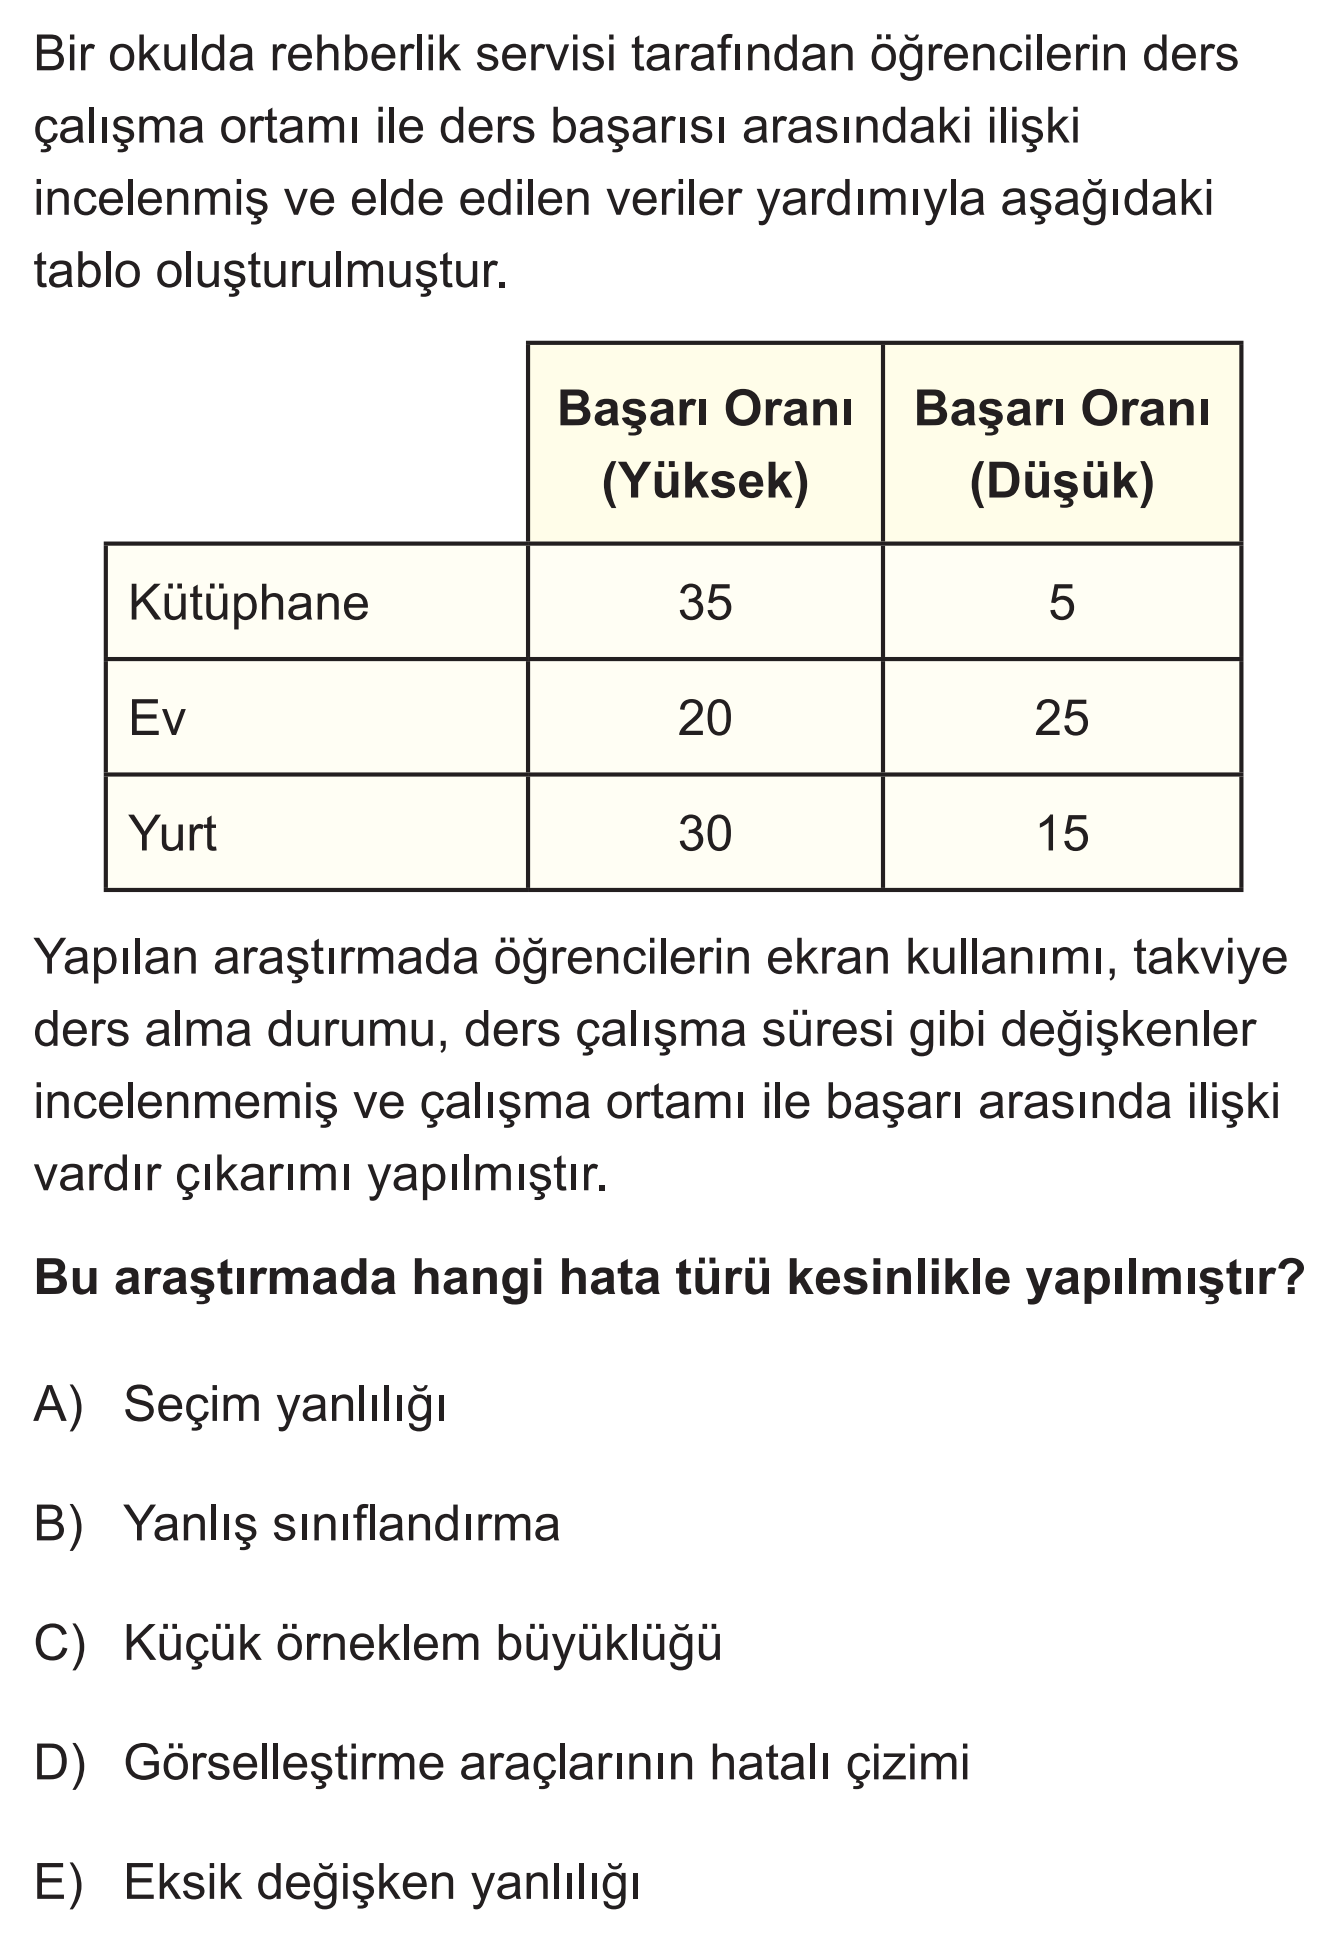 Bir okulda rehberlik servisi tarafından öğrencilerin ders
çalışma ortamı ile ders başarısı arasındaki ilişki
incelenmiş ve elde edilen veriler yardımıyla aşağıdaki
tablo oluşturulmuştur.
Başarı Oranı (Yüksek) Başarı Oranı (Düşük)
Kütüphane 35 5
Ev 20 25
Yurt 30 15
Yapılan araştırmada öğrencilerin ekran kullanımı, takviye
ders alma durumu, ders çalışma süresi gibi değişkenler
incelenmemiş ve çalışma ortamı ile başarı arasında ilişki
vardır çıkarımı yapılmıştır.
Bu araştırmada hangi hata türü kesinlikle yapılmıştır?
A) Seçim yanlılığı
B) Yanlış sınıflandırma
C) Küçük örneklem büyüklüğü
D) Görselleştirme araçlarının hatalı çizimi
E) Eksik değişken yanlılığı